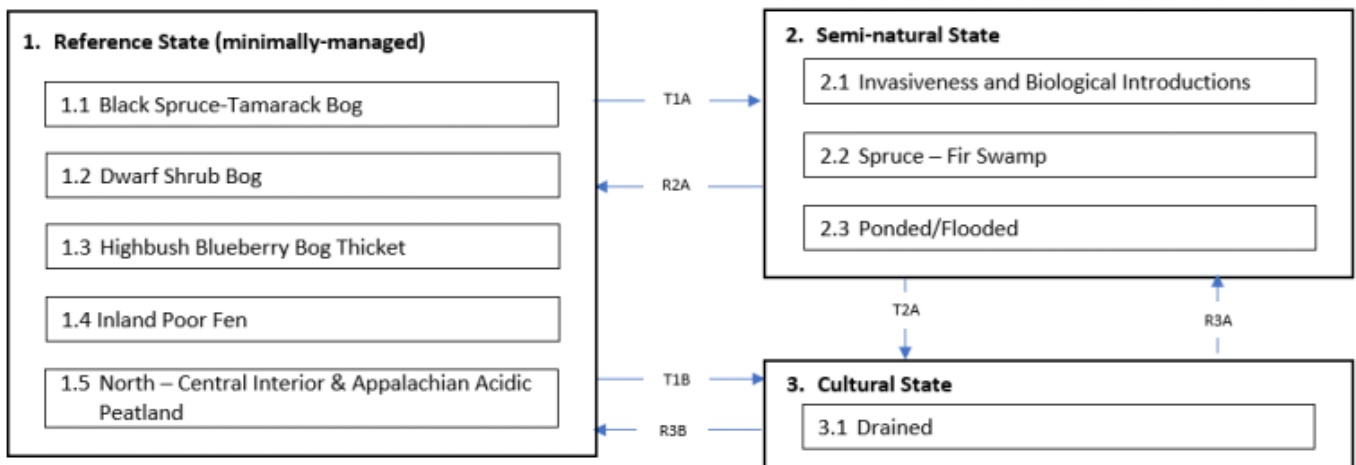 1. Reference State (minimally-managed)
1.1 Black Spruce-Tamarack Bog
1.2 Dwarf Shrub Bog
1.3 Highbush Blueberry Bog Thicket
1.4 Inland Poor Fen
1.5 North – Central Interior & Appalachian Acidic
Peatland
T1A
R2A
T1B
R3B
2. Semi-natural State
2.1 Invasiveness and Biological Introductions
2.2 Spruce – Fir Swamp
2.3 Ponded/Flooded
T2A
R3A
3. Cultural State
3.1 Drained